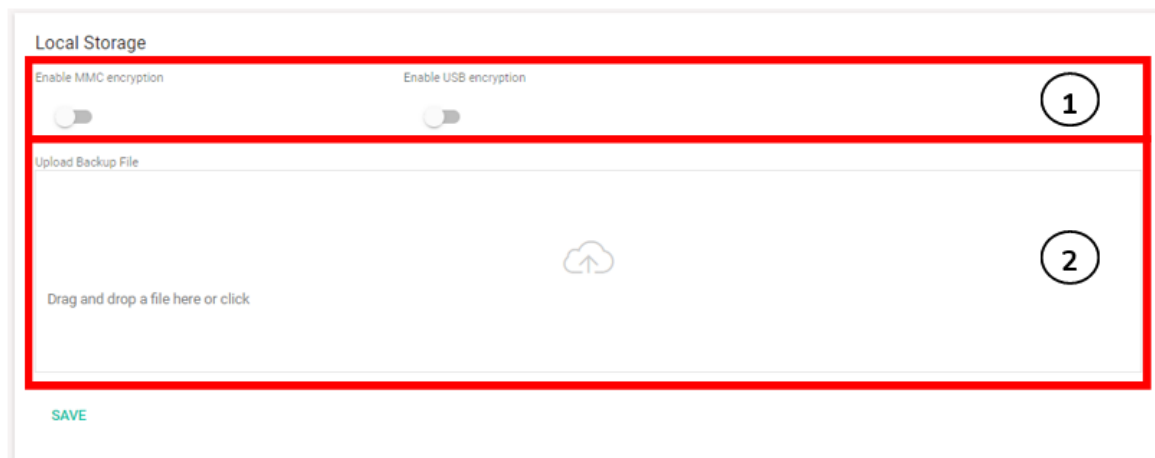 Local Storage
Enable MMC encryption Enable USB encryption
1
Upload Backup File
2
Drag and drop a file here or click
SAVE